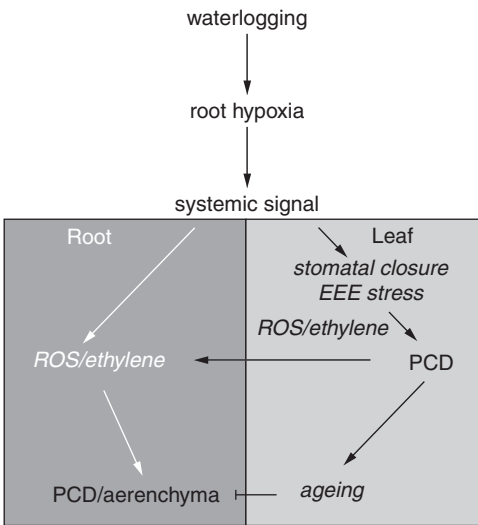 waterlogging
root hypoxia
systemic signal
Root
Leaf
stomatal closure
EEE stress
ROS/ethylene
ROS/ethylene
PCD
PCD/aerenchyma
ageing